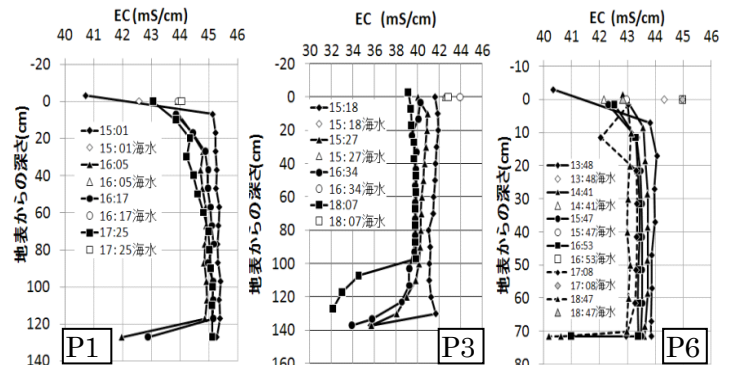 EC (mS/cm)
40 41 42 43 44 45 46
地表からの深さ(cm)
-20
0
20
40
60
80
100
120
140
15:01
15:01海水
16:05
16:05海水
16:17
16:17海水
17:25
17:25海水
P1
EC (mS/cm)
30 32 34 36 38 40 42 44 46
地表からの深さ(cm)
-20
0
20
40
60
80
100
120
140
160
15:18
15:18海水
15:27
15:27海水
16:34
16:34海水
18:07
18:07海水
P3
EC (mS/cm)
40 41 42 43 44 45 46
地表からの深さ(cm)
-10
0
10
20
30
40
50
60
70
80
13:48
13:48海水
14:41
14:41海水
15:47
15:47海水
16:53
16:53海水
17:08
17:08海水
18:47
18:47海水
P6